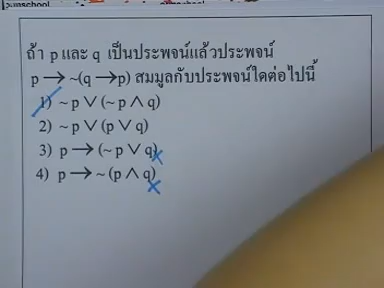 ถ้า p และ q เป็นประพจน์แล้วประพจน์
p → ~(q → p) สมมูลกับประพจน์ใดต่อไปนี้
1) ~ p ∨ (~ p ∧ q)
2) ~ p ∨ (p ∨ q)
3) p → (~ p ∨ q)
4) p → ~ (p ∧ q)